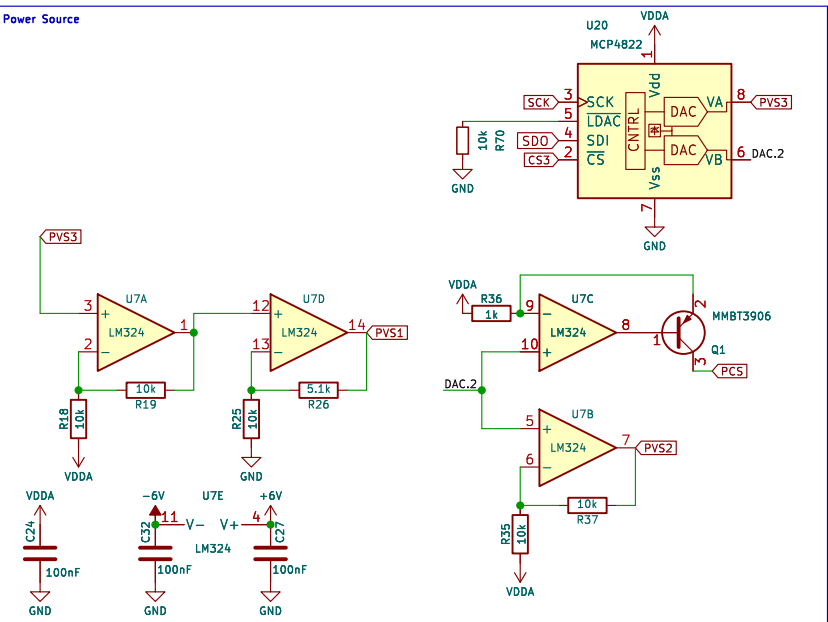 Power Source
VDDA
U20
MCP4822
1
Vdd
SCK 3 SCK
VA 8 PVS3
5 LDAC
DAC
10k R70
CNTRL
SDO 4 SDI
DAC
CS3 2 CS
VB 6 DAC.2
Vss
GND
7
GND
PVS3
U7A
3 + LM324 1
2 -
R18 10k
10k
R19
VDDA
U7D
12 + LM324 14 PVS1
13 -
R25 10k
5.1k
R26
GND
VDDA
R36
1k
U7C
9 -
LM324 8
10 +
2
MMBT3906
1
Q1
3 PCS
DAC.2
U7B
5 +
LM324 7 PVS2
6 -
R35 10k
10k
R37
VDDA
VDDA
C24
100nF
GND
-6V U7E +6V
C32 11 V- V+ 4 C27
LM324
100nF 100nF
GND GND